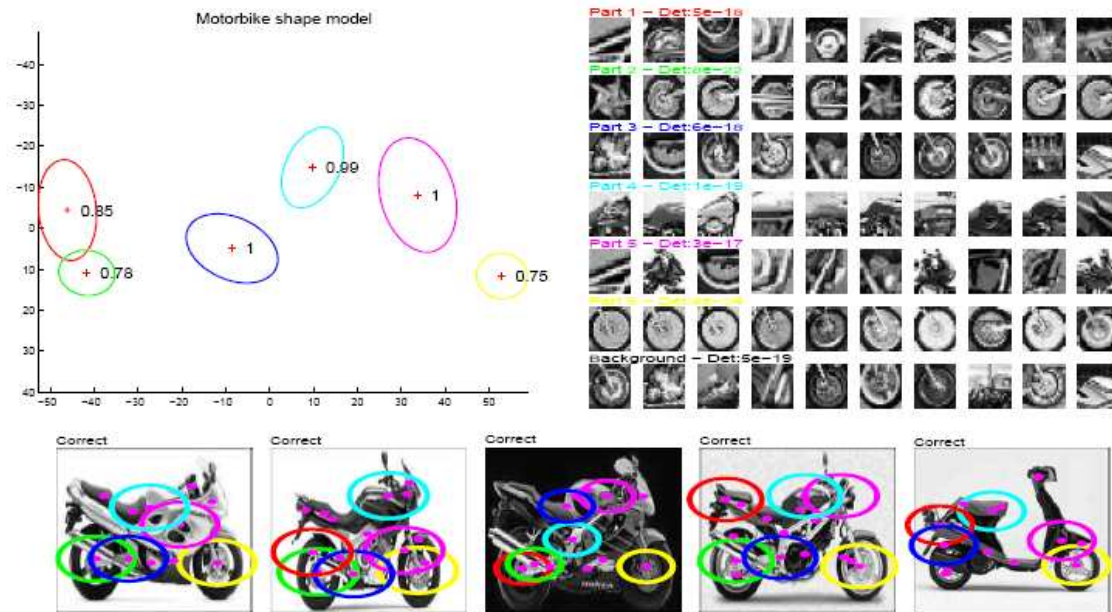 Motorbike shape model
−40
−30
−20
−10
0
10
20
30
40
−50 −40 −30 −20 −10 0 10 20 30 40 50
0.85
0.78
1
0.99
1
0.75
Part 1 − Det:5e−18
Part 2 − Det:8e−22
Part 3 − Det:6e−18
Part 4 − Det:1e−19
Part 5 − Det:3e−17
Part 6
Background − Det:5e−19
Correct Correct Correct Correct Correct